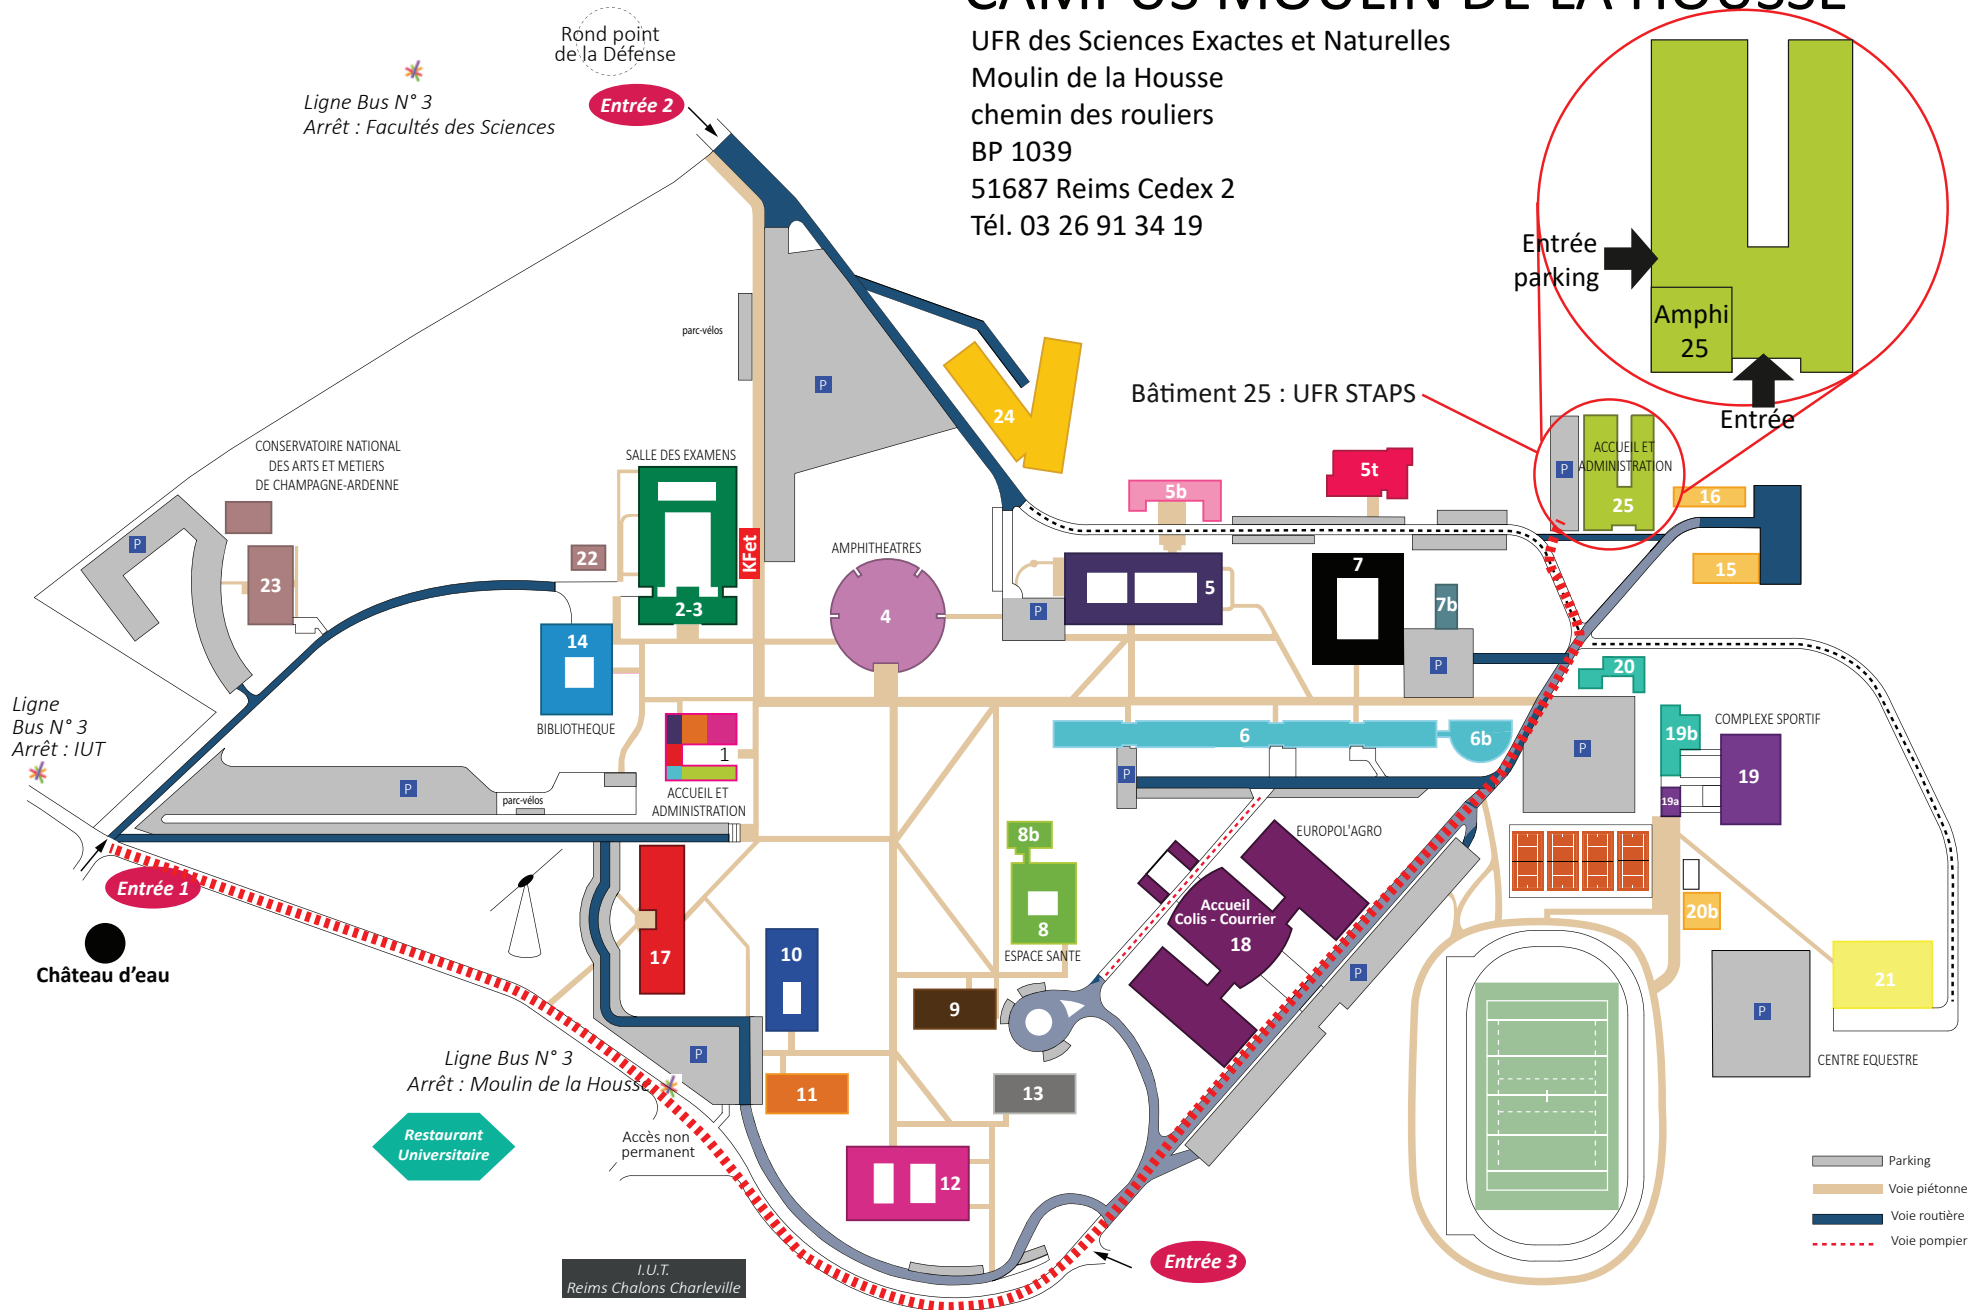 CAMPUS MOULIN DE LA HOUSSE
UFR des Sciences Exactes et Naturelles
Moulin de la Housse
chemin des rouliers
BP 1039
51687 Reims Cedex 2
Tél. 03 26 91 34 19
Rond point
de la Défense
Entrée 2
Ligne Bus N° 3
Arrêt : Facultés des Sciences
Entrée
parking
Amphi
25
Entrée
Bâtiment 25 : UFR STAPS
parc-vélos
P
24
CONSERVATOIRE NATIONAL
DES ARTS ET METIERS
DE CHAMPAGNE-ARDENNE
SALLE DES EXAMENS
ACCUEIL ET
ADMINISTRATION
25
P
5t
5b
16
15
P
23
22
KFet
2-3
AMPHITHEATRES
4
P
5
7
7b
P
14
BIBLIOTHEQUE
20
Ligne
Bus N° 3
Arrêt : IUT
1
ACCUEIL ET
ADMINISTRATION
6
6b
P
P
19b
COMPLEXE SPORTIF
19
19a
P
parc-vélos
8b
8
ESPACE SANTE
EUROPOL'AGRO
Accueil
Colis - Courrier
18
P
Entrée 1
Château d'eau
17
10
9
20b
21
P
CENTRE EQUESTRE
Ligne Bus N° 3
Arrêt : Moulin de la Housse
P
11
13
Restaurant
Universitaire
Accès non
permanent
12
Entrée 3
I.U.T.
Reims Chalons Charleville
Parking
Voie piétonne
Voie routière
Voie pompier